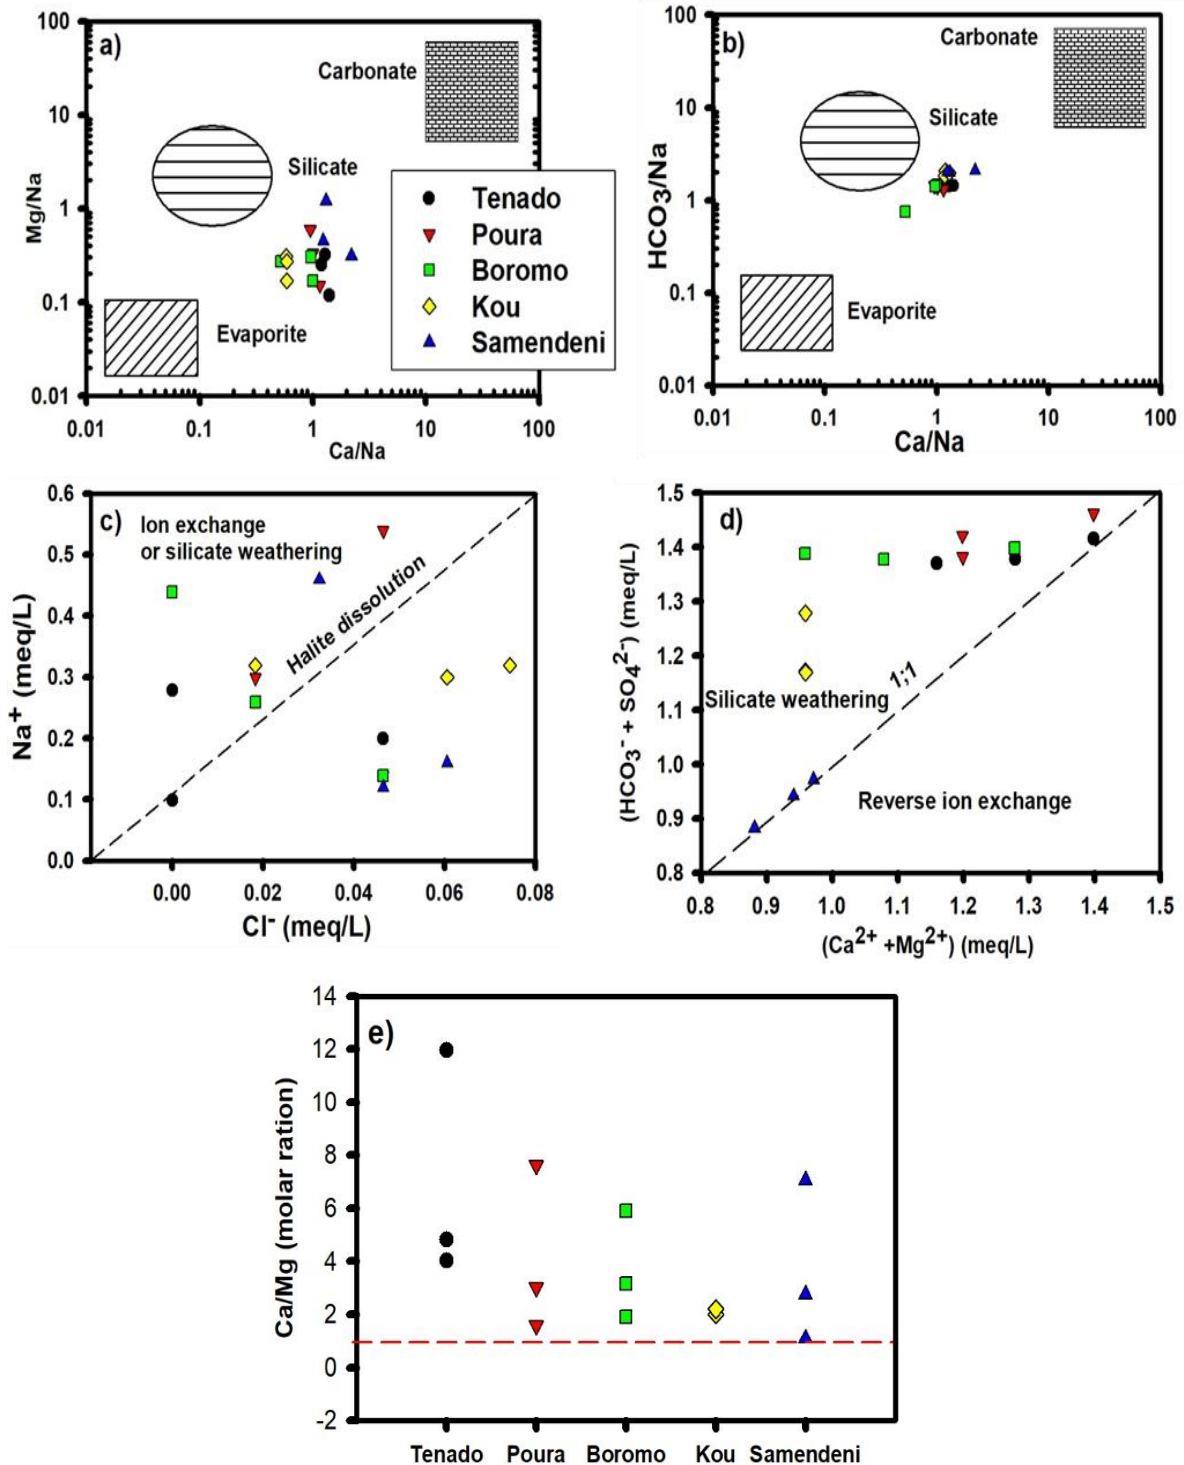 a)
100
10
1
0.1
0.01
Mg/Na
Carbonate
Silicate
Evaporite
0.01 0.1 1 10 100
Ca/Na
Tenado
Poura
Boromo
Kou
Samendeni
b)
100
10
1
0.1
0.01
HCO3/Na
Carbonate
Silicate
Evaporite
0.01 0.1 1 10 100
Ca/Na
c)
0.6
0.5
0.4
0.3
0.2
0.1
0.0
Na+ (meq/L)
Ion exchange
or silicate weathering
Halite dissolution
0.00 0.02 0.04 0.06 0.08
Cl- (meq/L)
d)
1.5
1.4
1.3
1.2
1.1
1.0
0.9
0.8
(HCO3- + SO42-) (meq/L)
1;1
Silicate weathering
Reverse ion exchange
0.8 0.9 1.0 1.1 1.2 1.3 1.4 1.5
(Ca2+ +Mg2+) (meq/L)
e)
14
12
10
8
6
4
2
0
-2
Ca/Mg (molar ration)
Tenado Poura Boromo Kou Samendeni